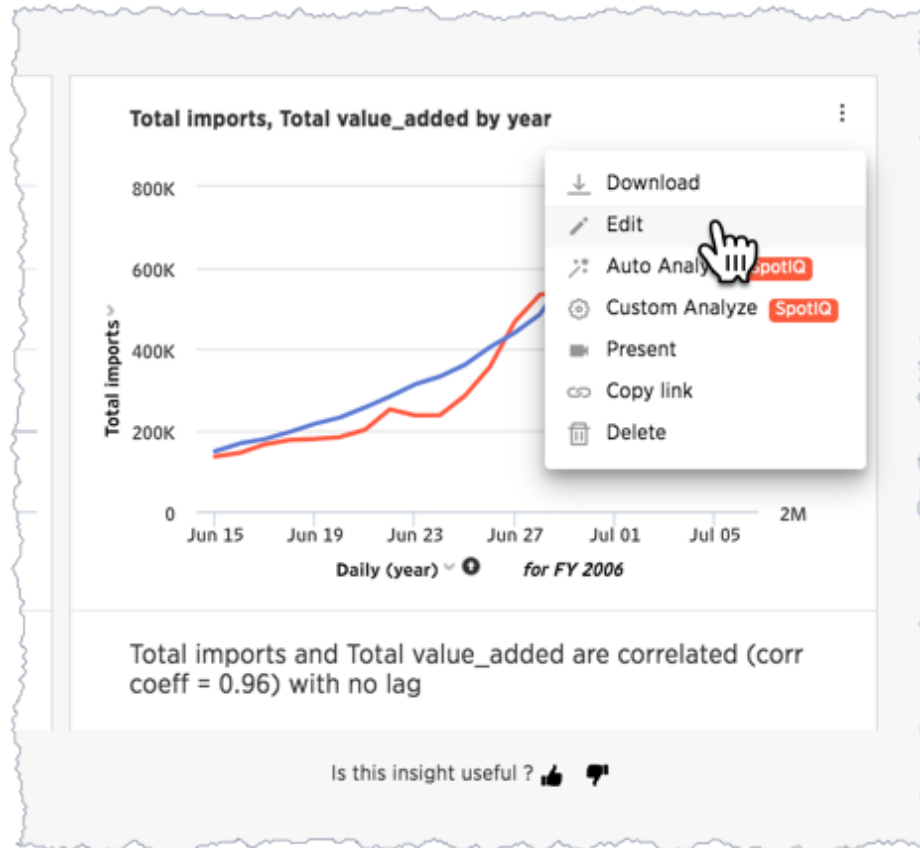 Total imports, Total value_added by year
Download
Edit
Auto Analy SpotIQ
Custom Analyze SpotIQ
Present
Copy link
Delete
800K
600K
400K
200K
0
Total imports
2M
Jun 15 Jun 19 Jun 23 Jun 27 Jul 01 Jul 05
Daily (year) for FY 2006
Total imports and Total value_added are correlated (corr
coeff = 0.96) with no lag
Is this insight useful ?